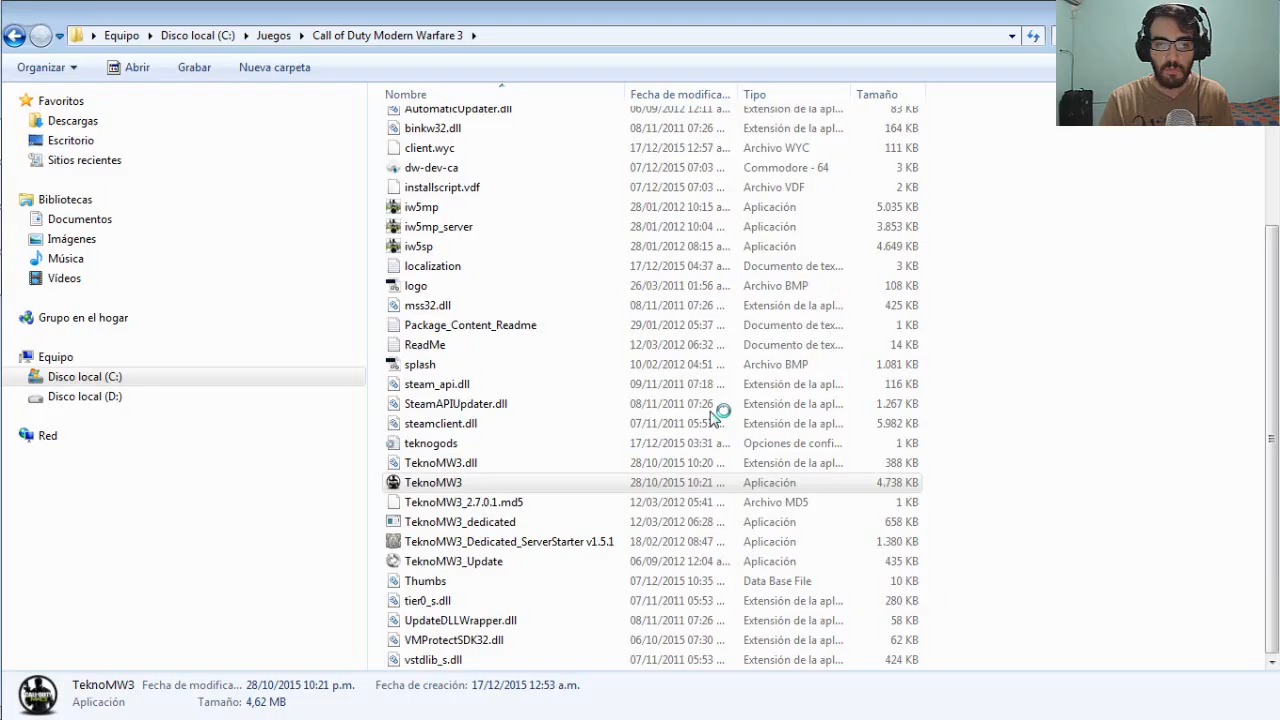 Equipo Disco local (C:) Juegos Call of Duty Modern Warfare 3
Organizar Abrir Grabar Nueva carpeta
Nombre Fecha de modifica... Tipo Tamaño
AutomaticUpdater.dll 06/09/2012 12:11 a... Extensión de la apl... 83 KB
binkw32.dll 08/11/2011 07:26 ... Extensión de la apl... 164 KB
client.wyc 17/12/2015 12:57 a... Archivo WYC 111 KB
dw-dev-ca 07/12/2015 07:03 ... Commodore - 64 3 KB
installscript.vdf 07/12/2015 07:03 ... Archivo VDF 2 KB
iw5mp 28/01/2012 10:15 a... Aplicación 5.035 KB
iw5mp_server 28/01/2012 10:04 ... Aplicación 3.853 KB
iw5sp 28/01/2012 08:15 a... Aplicación 4.649 KB
localization 17/12/2015 04:37 a... Documento de tex... 3 KB
logo 26/03/2011 01:56 a... Archivo BMP 108 KB
mss32.dll 08/11/2011 07:26 ... Extensión de la apl... 425 KB
Package_Content_Readme 29/01/2012 05:37 ... Documento de tex... 1 KB
ReadMe 12/03/2012 06:32 ... Documento de tex... 14 KB
splash 10/02/2012 04:51 ... Archivo BMP 1.081 KB
steam_api.dll 09/11/2011 07:18 ... Extensión de la apl... 116 KB
SteamAPIUpdater.dll 08/11/2011 07:26 Extensión de la apl... 1.267 KB
steamclient.dll 07/11/2011 05:53... Extensión de la apl... 5.982 KB
teknogods 17/12/2015 03:31 a... Opciones de confi... 1 KB
TeknoMW3.dll 28/10/2015 10:20 ... Extensión de la apl... 388 KB
TeknoMW3 28/10/2015 10:21 ... Aplicación 4.738 KB
TeknoMW3_2.7.0.1.md5 12/03/2012 05:41 ... Archivo MD5 1 KB
TeknoMW3_dedicated 12/03/2012 06:28 ... Aplicación 658 KB
TeknoMW3_Dedicated_ServerStarter v1.5.1 18/02/2012 08:47 ... Aplicación 1.380 KB
TeknoMW3_Update 06/09/2012 12:04 a... Aplicación 435 KB
Thumbs 07/12/2015 10:35 ... Data Base File 10 KB
tier0_s.dll 07/11/2011 05:53 ... Extensión de la apl... 280 KB
UpdateDLLWrapper.dll 08/11/2011 07:26 ... Extensión de la apl... 58 KB
VMProtectSDK32.dll 06/10/2015 07:30 ... Extensión de la apl... 62 KB
vstdlib_s.dll 07/11/2011 05:53 ... Extensión de la apl... 424 KB
Favoritos
Descargas
Escritorio
Sitios recientes
Bibliotecas
Documentos
Imágenes
Música
Vídeos
Grupo en el hogar
Equipo
Disco local (C:)
Disco local (D:)
Red
TeknoMW3 Fecha de modifica... 28/10/2015 10:21 p.m. Fecha de creación: 17/12/2015 12:53 a.m.
Aplicación Tamaño: 4,62 MB